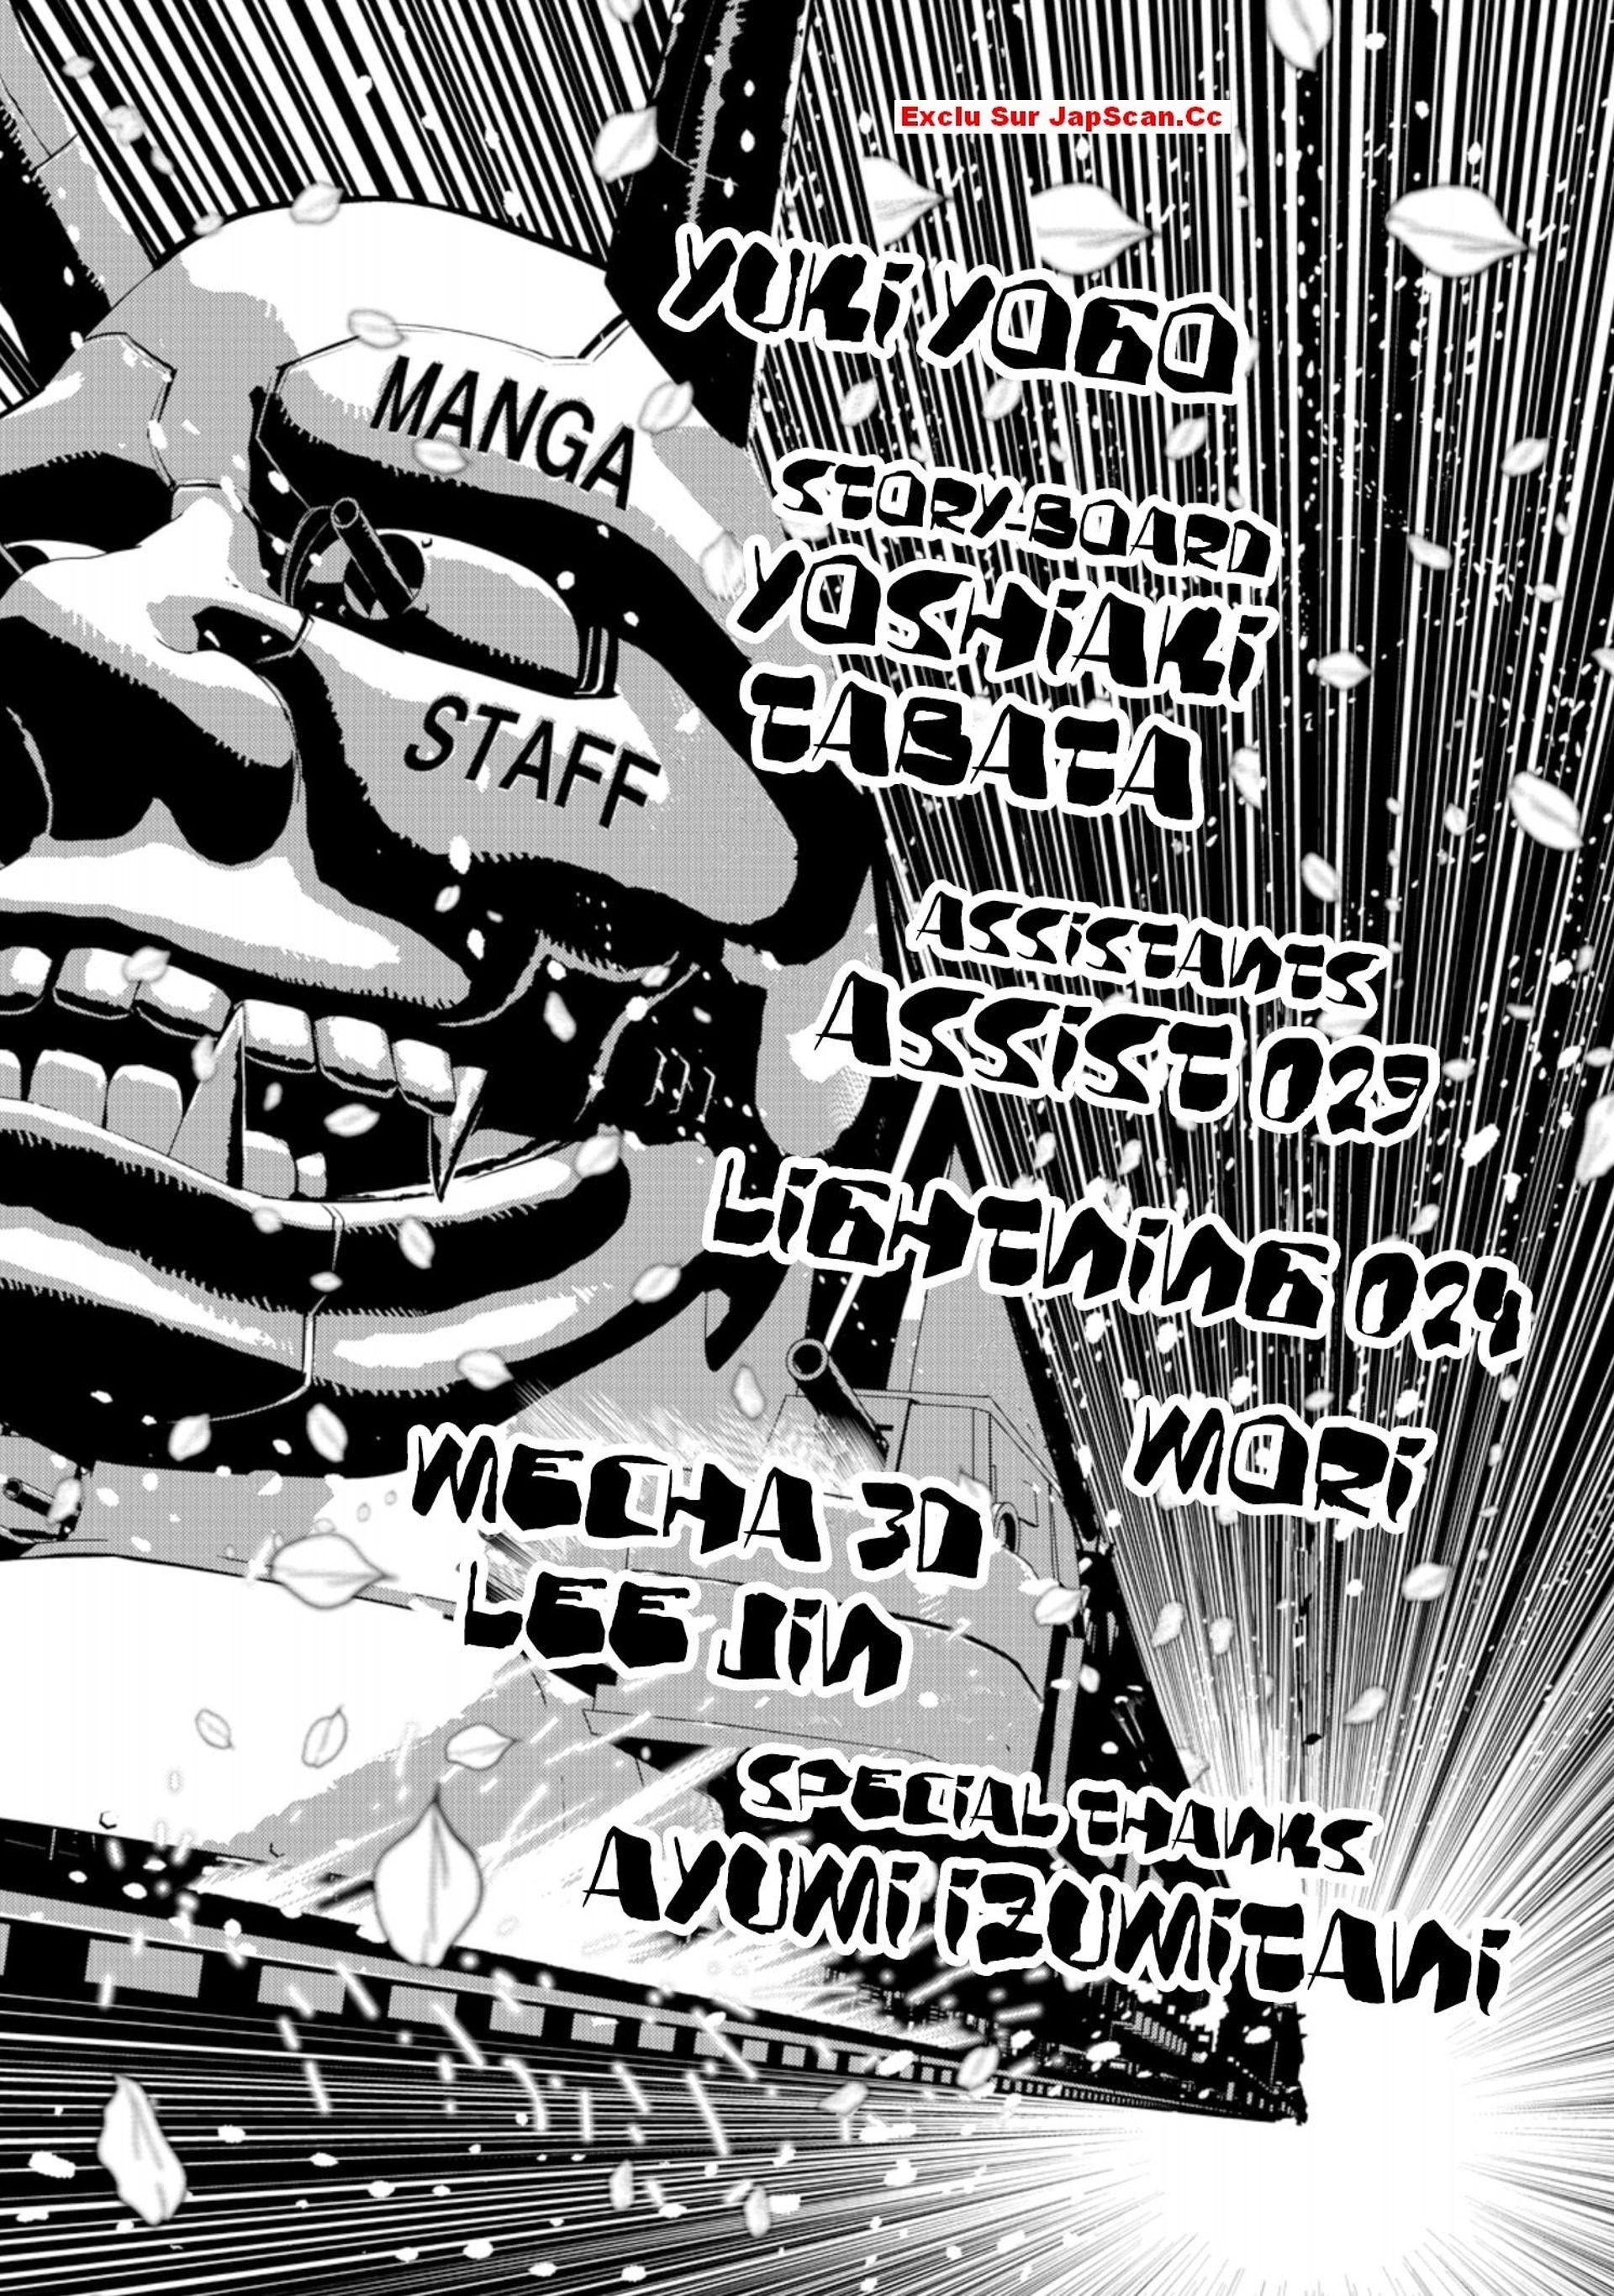 Exclu Sur JapScan.Cc
YUKI YOGO
MANGA
STAFF
STORY-BOARD
YOSHIAKI
TABATA
ASSISTANTS
ASSIST 029
LIGHTNING 024
MORI
MECHA 3D
LEE JIN
SPECIAL THANKS
AYUMI IZUMITANI